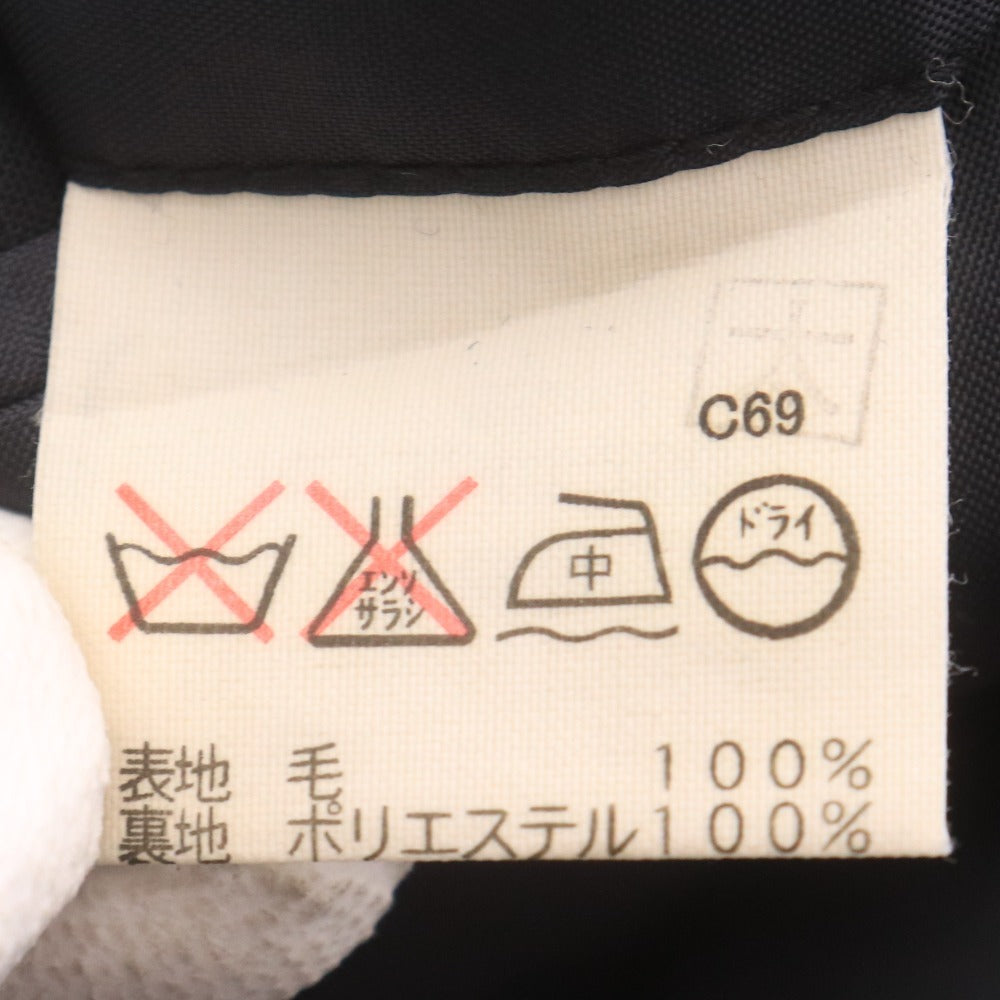 大
C69
エンソ
サラシ
中
ドライ
表地 毛 100%
裏地 ポリエステル100%